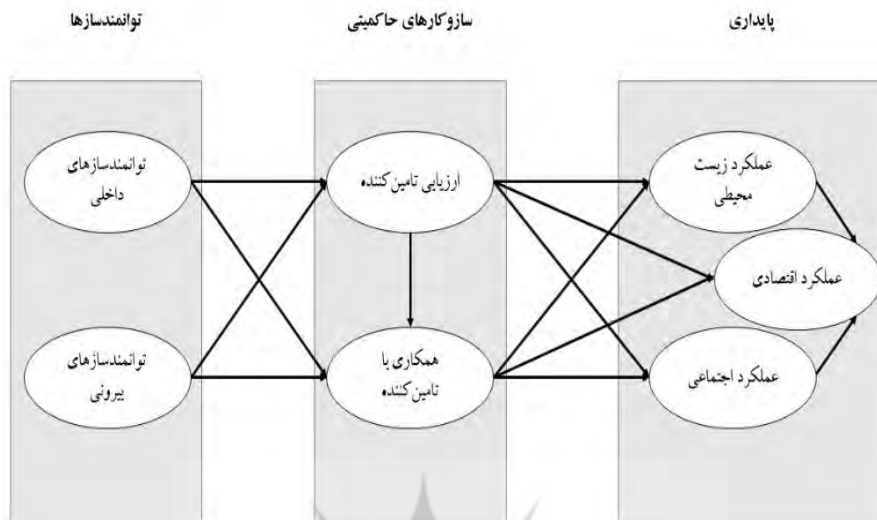 توانمندسازها
سازوکارهای حاکمیتی
پایداری
توانمندسازهای
داخلی
ارزیابی تامین کننده
عملکرد زیست
محیطی
عملکرد اقتصادی
توانمندسازهای
بیرونی
همکاری با
تامین کننده
عملکرد اجتماعی